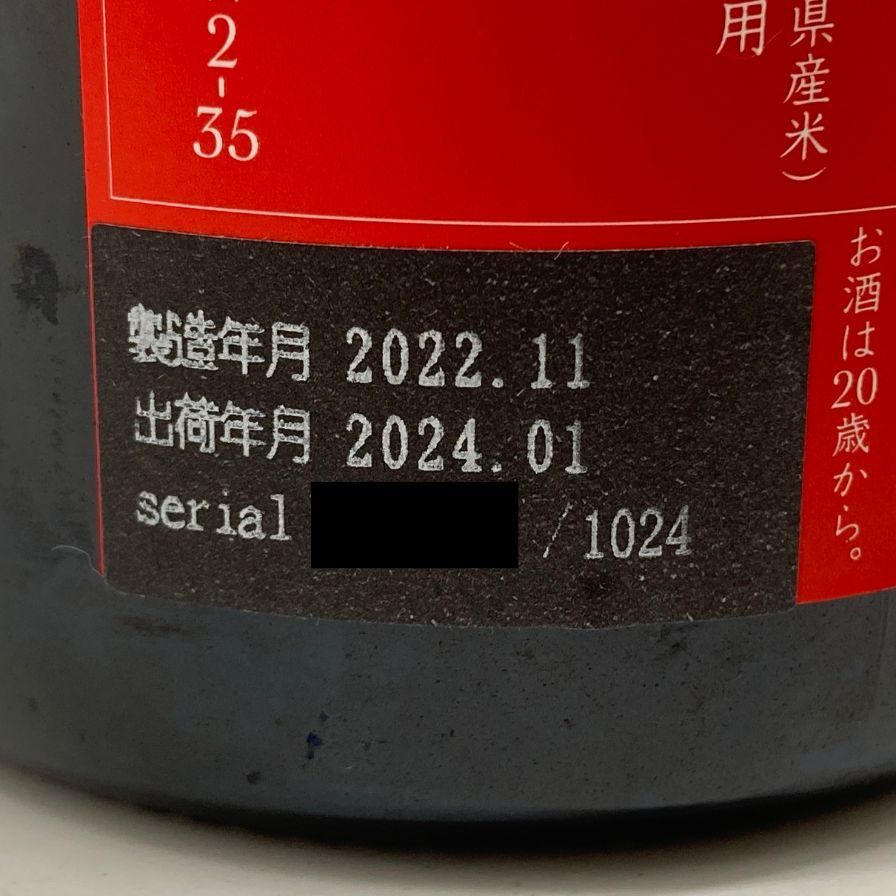 用
県産米）
2-35
製造年月 2022.11
出荷年月 2024.01
serial /1024
お酒は20歳から。